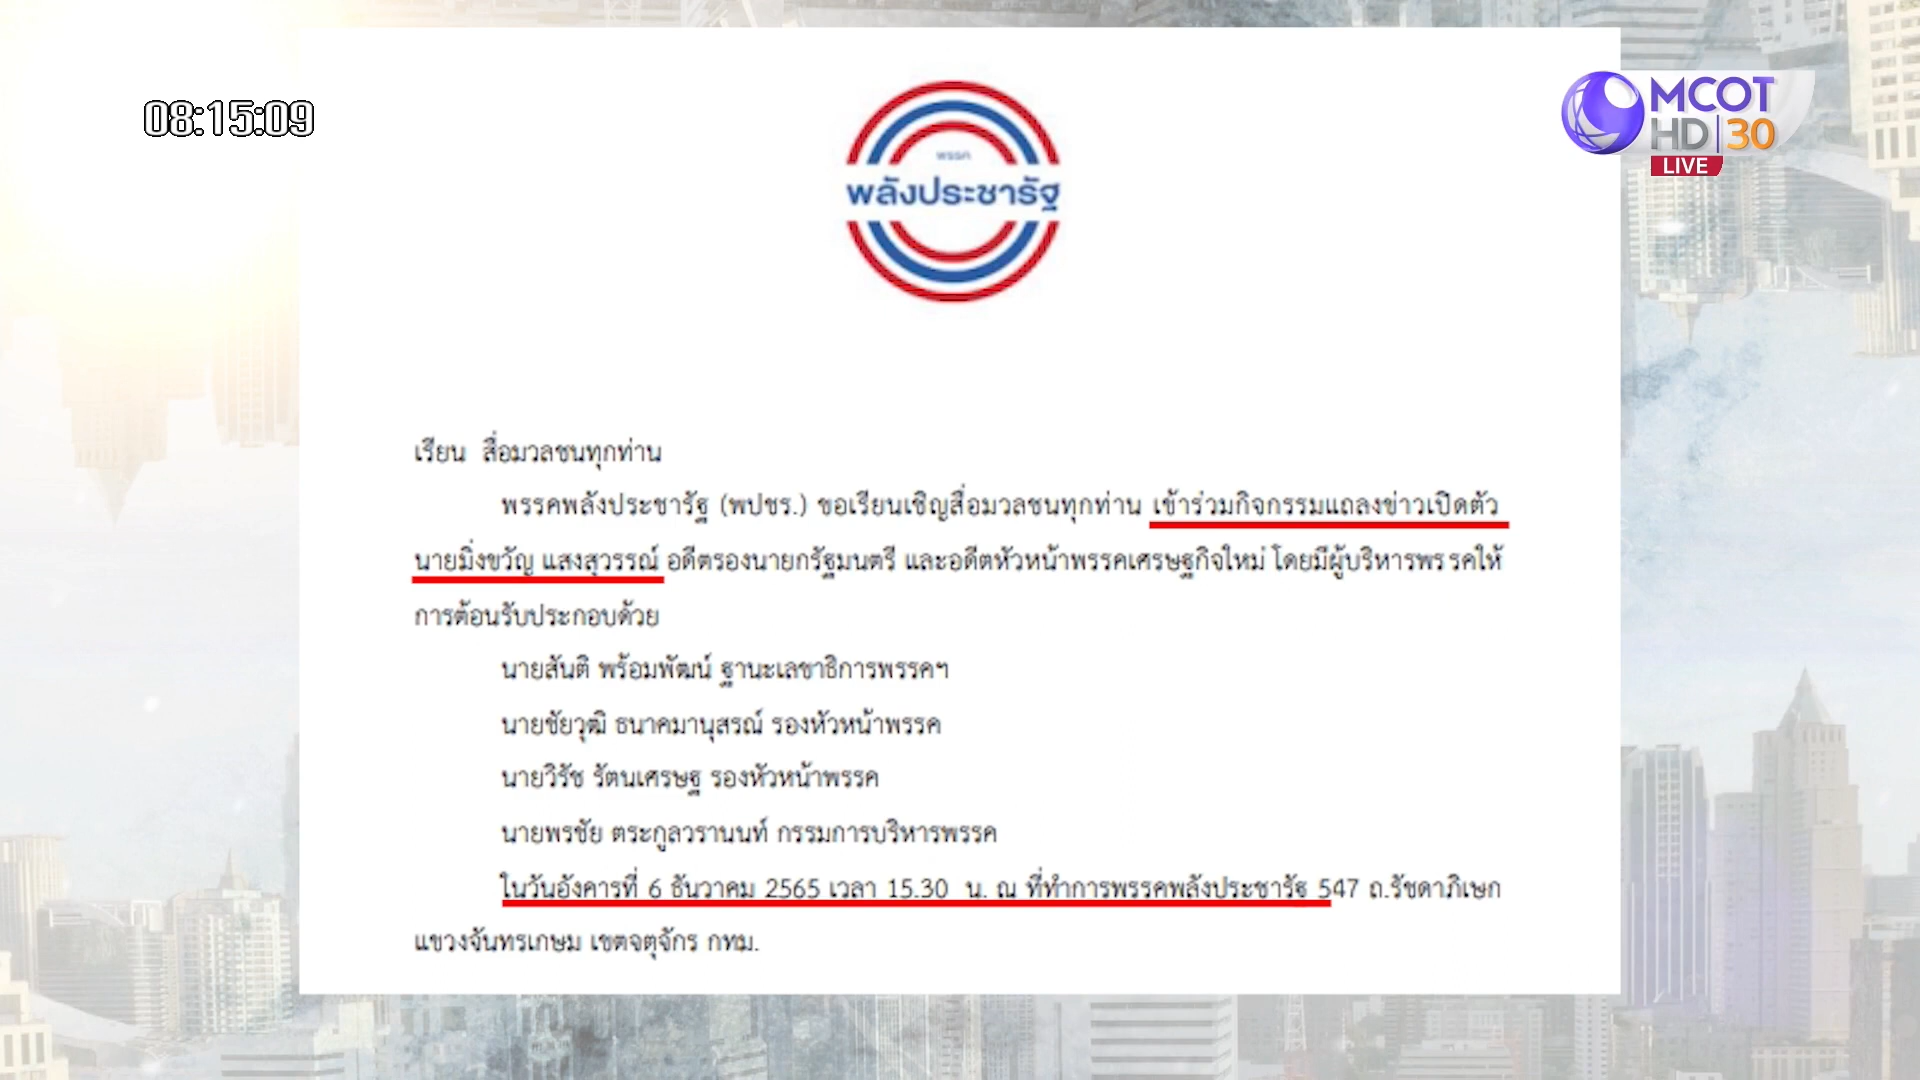 08:15:09
MCOT
HD 30
LIVE
พรรค
พลังประชารัฐ
เรียน สื่อมวลชนทุกท่าน
พรรคพลังประชารัฐ (พปชร.) ขอเรียนเชิญสื่อมวลชนทุกท่าน เข้าร่วมกิจกรรมแถลงข่าวเปิดตัว
นายมิ่งขวัญ แสงสุวรรณ์ อดีตรองนายกรัฐมนตรี และอดีตหัวหน้าพรรคเศรษฐกิจใหม่ โดยมีผู้บริหารพรรคให้
การต้อนรับประกอบด้วย
นายสันติ พร้อมพัฒน์ ฐานะเลขาธิการพรรคฯ
นายชัยวุฒิ ธนาคมานุสรณ์ รองหัวหน้าพรรค
นายวิรัช รัตนเศรษฐ รองหัวหน้าพรรค
นายพรชัย ตระกูลวรานนท์ กรรมการบริหารพรรค
ในวันอังคารที่ 6 ธันวาคม 2565 เวลา 15.30 น. ณ ที่ทำการพรรคพลังประชารัฐ 547 ถ.รัชดาภิเษก
แขวงจันทรเกษม เขตจตุจักร กทม.